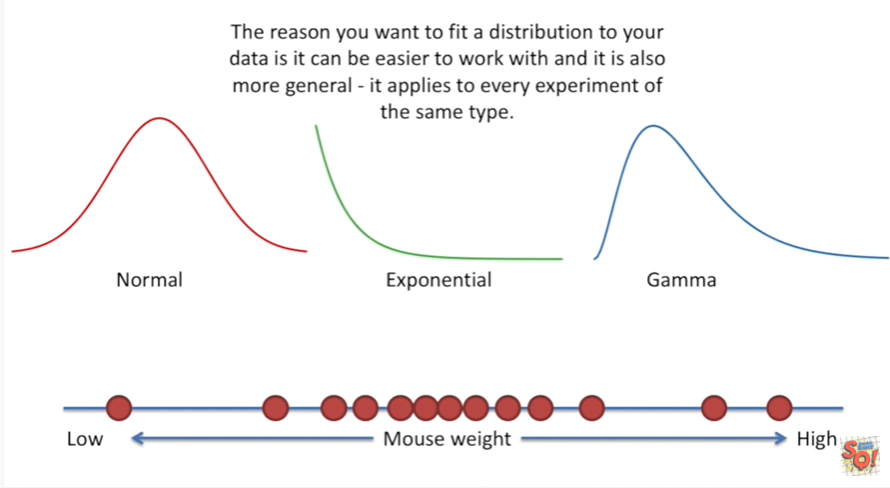 The reason you want to fit a distribution to your
data is it can be easier to work with and it is also
more general - it applies to every experiment of
the same type.
Normal
Exponential
Gamma
Low
Mouse weight
High
SQ!